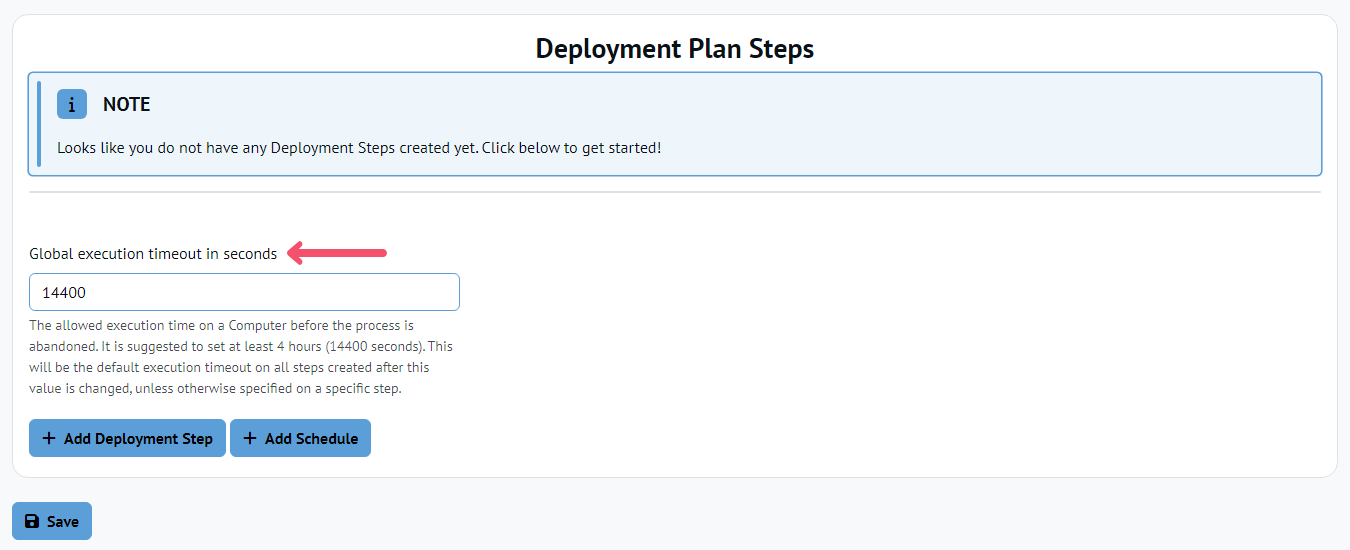 Deployment Plan Steps
i NOTE
Looks like you do not have any Deployment Steps created yet. Click below to get started!
Global execution timeout in seconds
14400
The allowed execution time on a Computer before the process is
abandoned. It is suggested to set at least 4 hours (14400 seconds). This
will be the default execution timeout on all steps created after this
value is changed, unless otherwise specified on a specific step.
+ Add Deployment Step + Add Schedule
Save